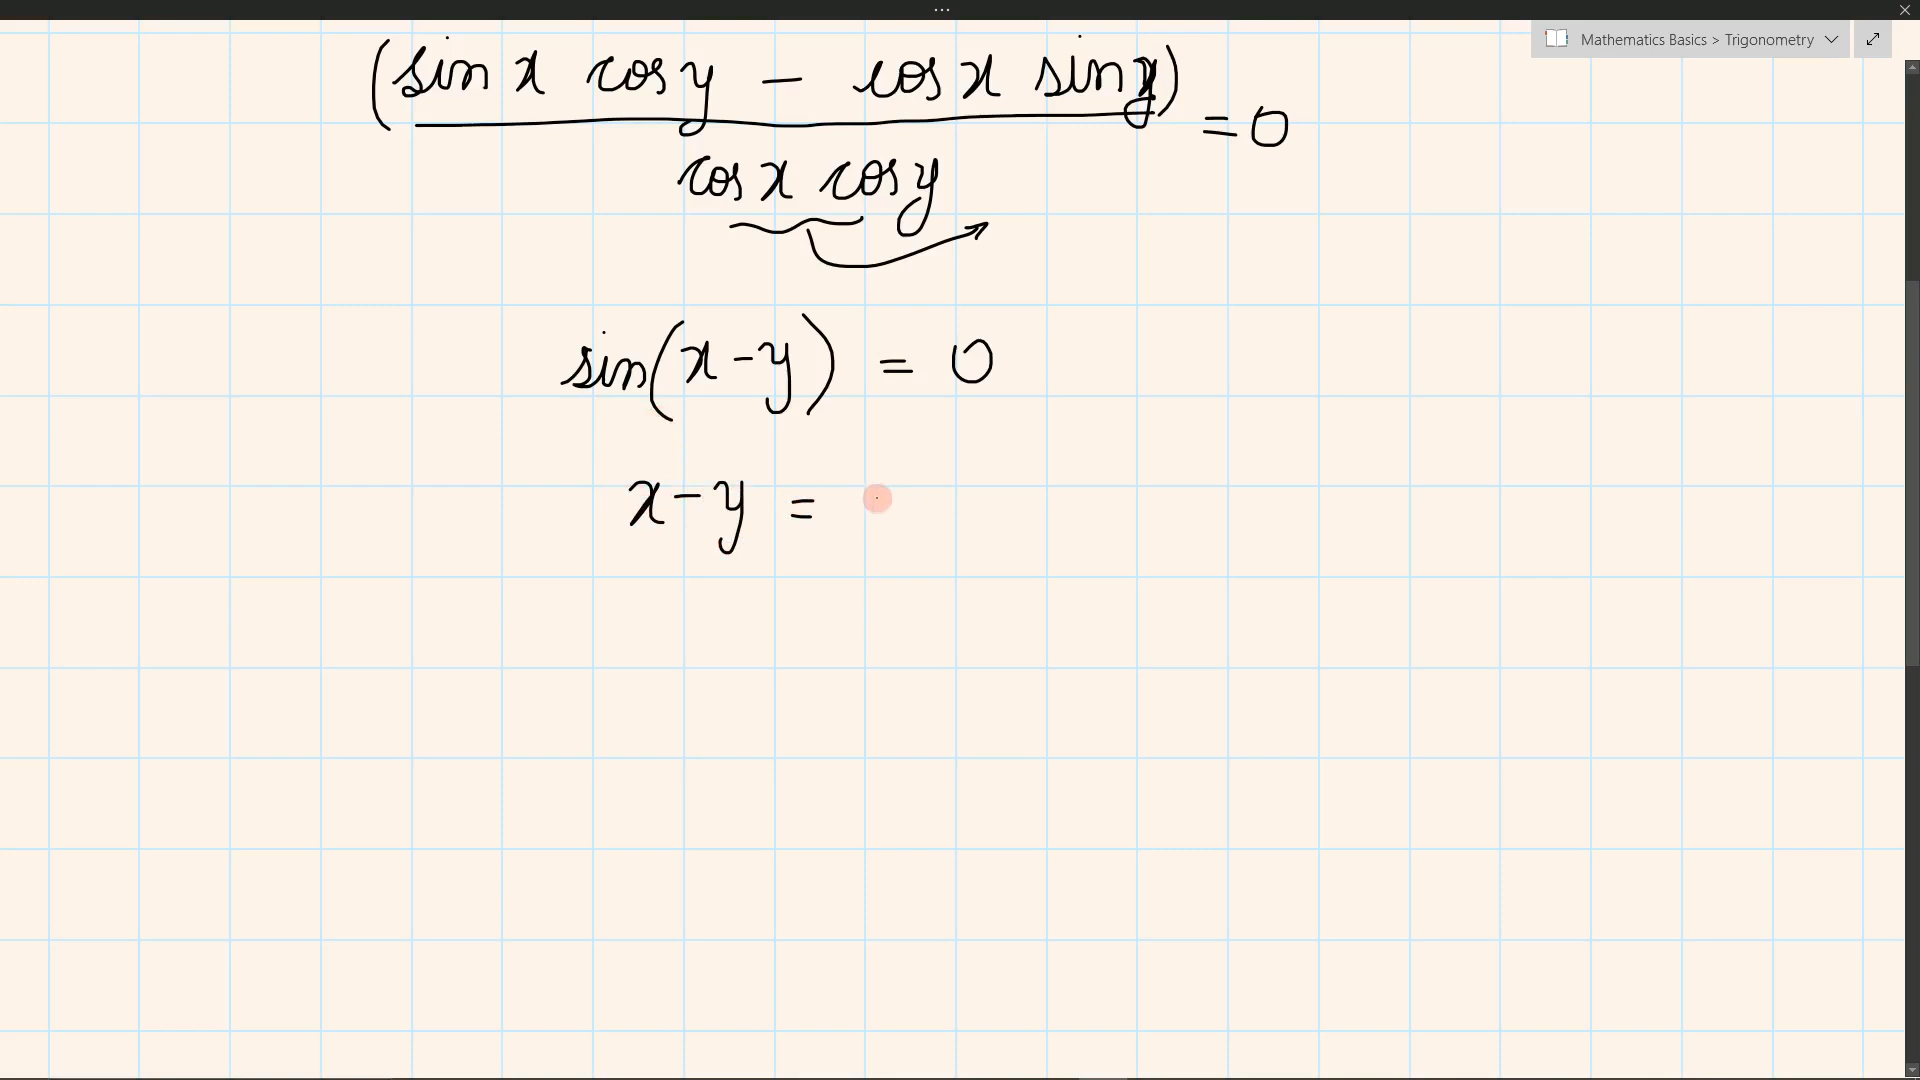 Mathematics Basics > Trigonometry
(sin x cos y − cos x sin y)
= 0
cos x cos y
sin(x − y) = 0
x − y =